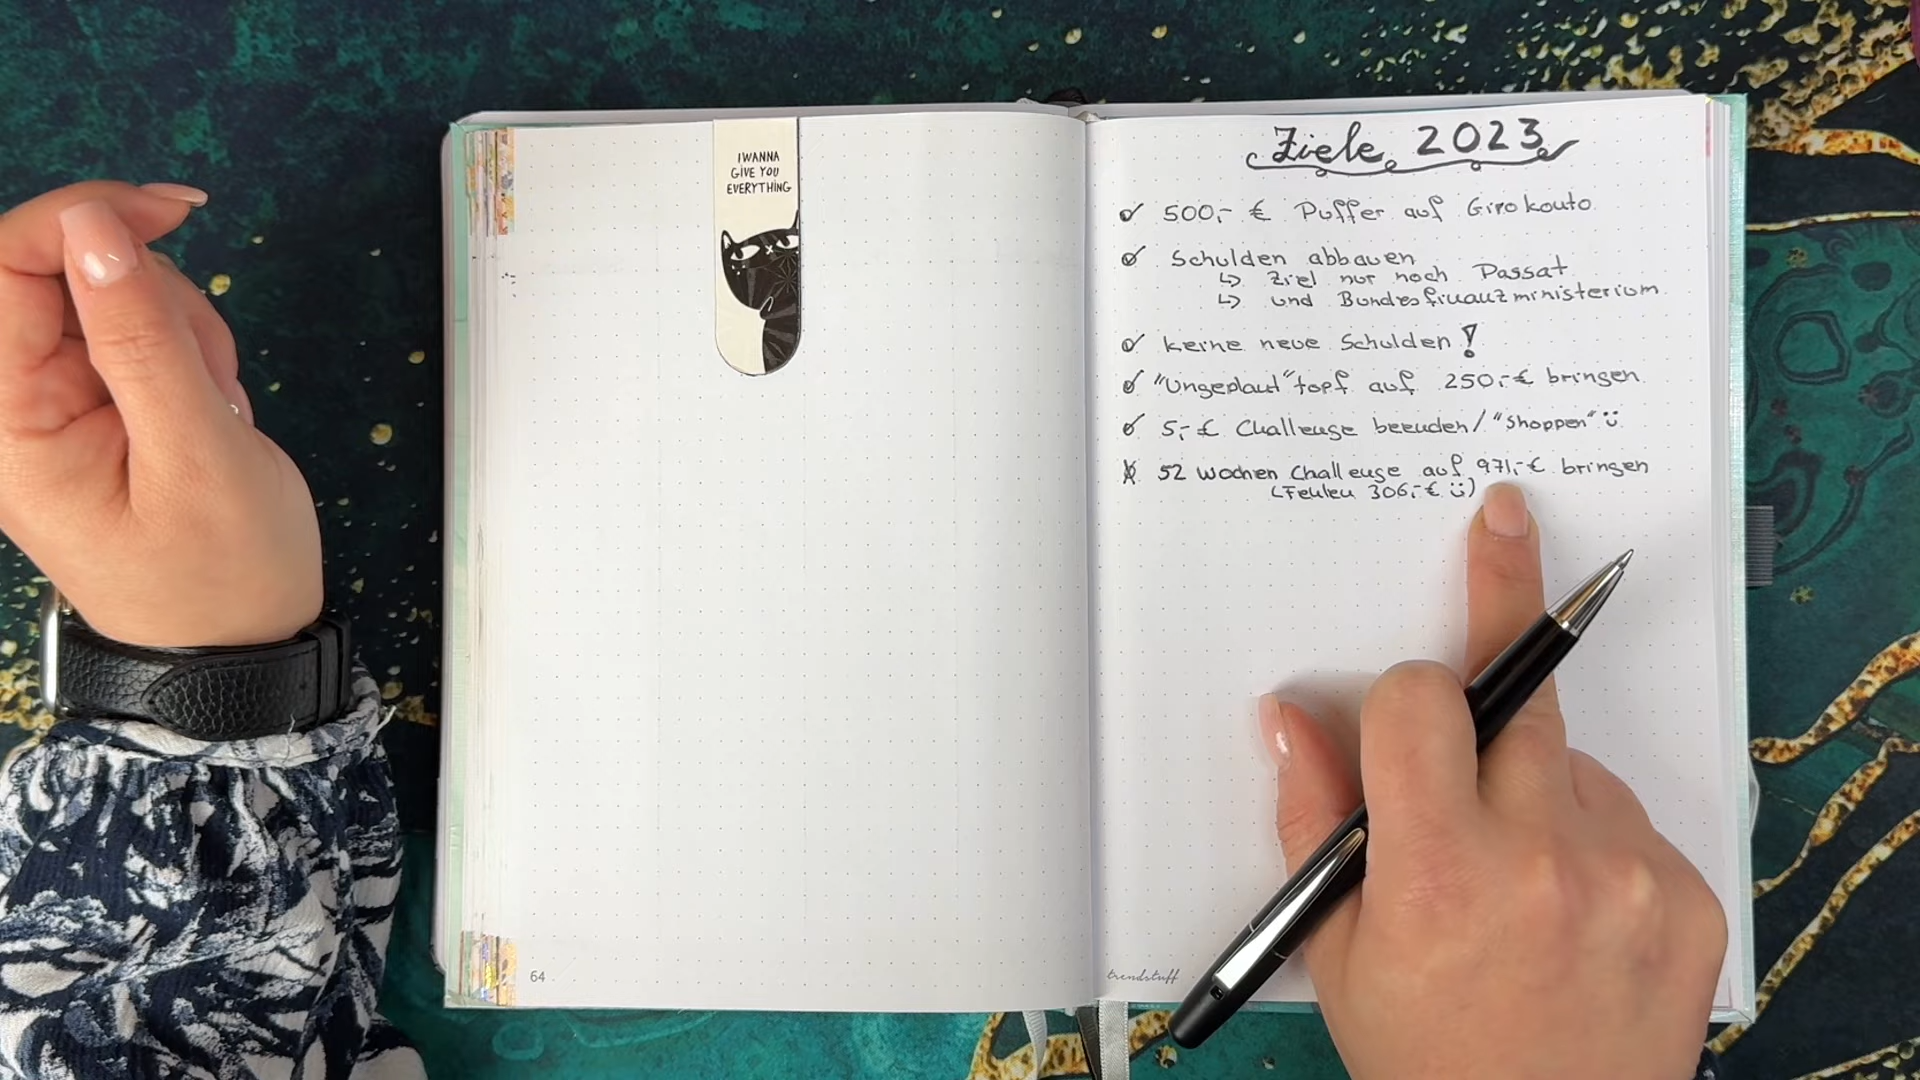 I WANNA
GIVE YOU
EVERYTHING
64
Ziele 2023
500,- € Puffer auf Girokonto
Schulden abbauen
↳ Ziel nur noch Passat
↳ und Bundesfinanzministerium
keine neue Schulden!
"Ungeplant" topf auf 250,-€ bringen
5,-€ Challenge beenden / "Shoppen" ü
52 Wochen Challenge auf 971,-€ bringen
(Fehlen 306,-€ ü)
trendstuff